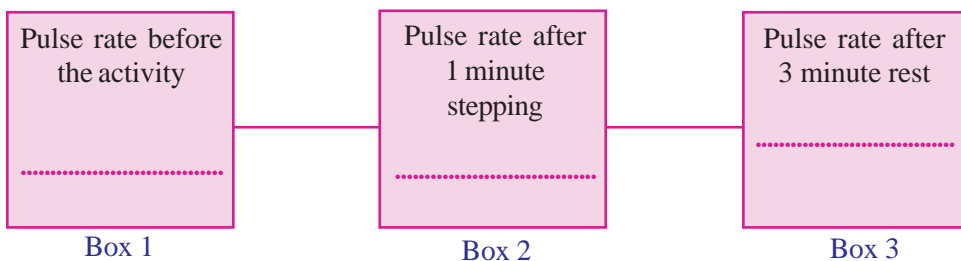 Pulse rate before
the activity
..................................
Box 1
Pulse rate after
1 minute
stepping
..................................
Box 2
Pulse rate after
3 minute rest
..................................
Box 3